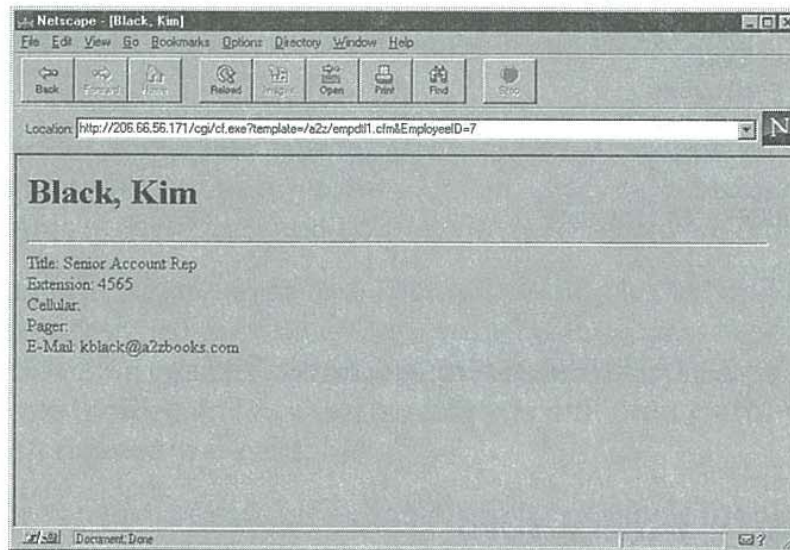 Netscape - [Black, Kim]
File Edit View Go Bookmarks Options Directory Window Help
Back Forward Home Reload Images Open Print Find Stop
Location: http://206.66.56.171/cgi/cf.exe?template=/a2z/empdtl1.cfm&EmployeeID=7
N
Black, Kim
Title: Senior Account Rep
Extension: 4565
Cellular:
Pager:
E-Mail: kblack@a2zbooks.com
Document: Done
?